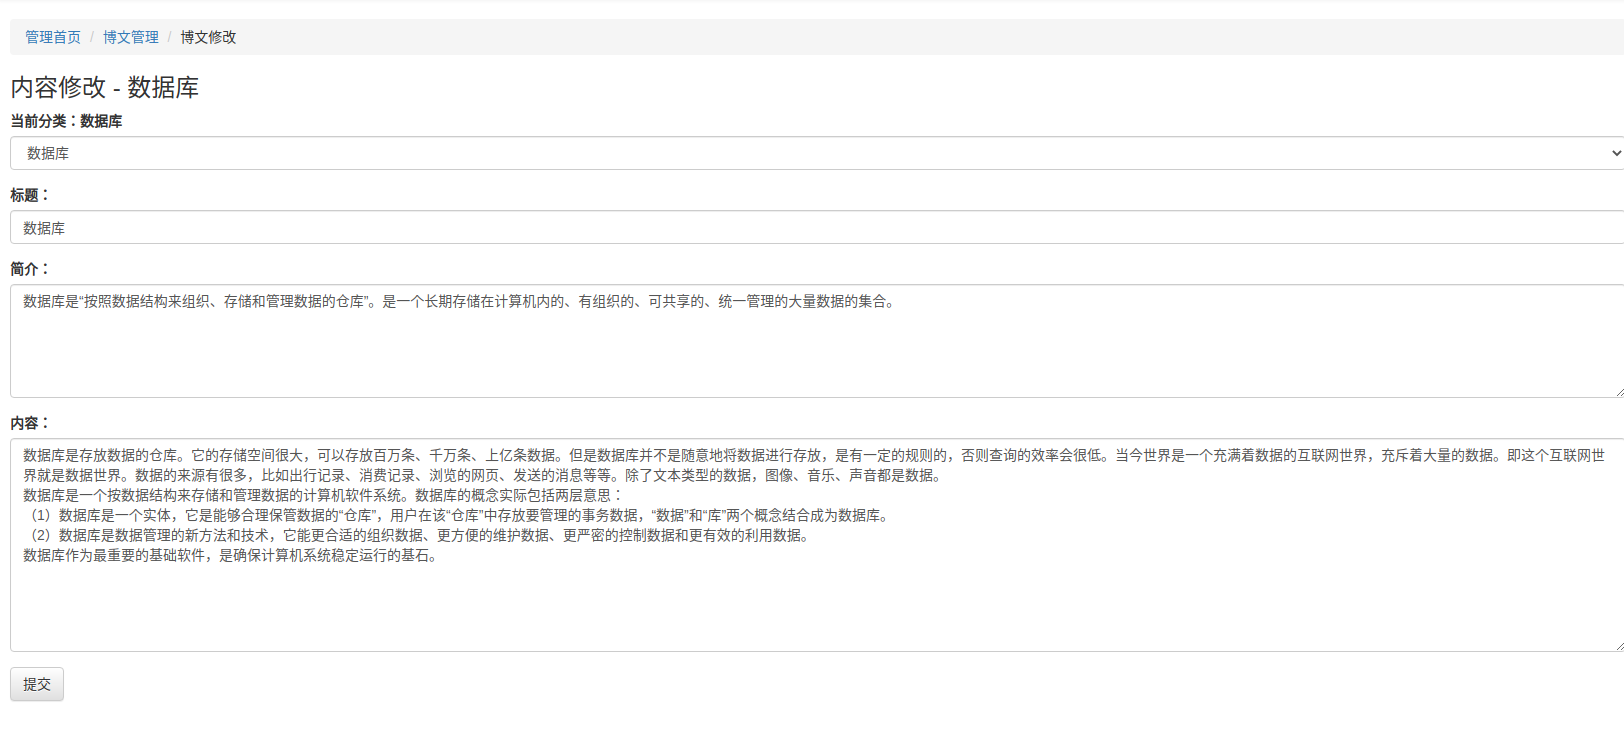 管理首页 / 博文管理 / 博文修改
内容修改 - 数据库
当前分类：数据库
数据库
标题：
数据库
简介：
数据库是“按照数据结构来组织、存储和管理数据的仓库”。是一个长期存储在计算机内的、有组织的、可共享的、统一管理的大量数据的集合。
内容：
数据库是存放数据的仓库。它的存储空间很大，可以存放百万条、千万条、上亿条数据。但是数据库并不是随意地将数据进行存放，是有一定的规则的，否则查询的效率会很低。当今世界是一个充满着数据的互联网世界，充斥着大量的数据。即这个互联网世
界就是数据世界。数据的来源有很多，比如出行记录、消费记录、浏览的网页、发送的消息等等。除了文本类型的数据，图像、音乐、声音都是数据。
数据库是一个按数据结构来存储和管理数据的计算机软件系统。数据库的概念实际包括两层意思：
（1）数据库是一个实体，它是能够合理保管数据的“仓库”，用户在该“仓库”中存放要管理的事务数据，“数据”和“库”两个概念结合成为数据库。
（2）数据库是数据管理的新方法和技术，它能更合适的组织数据、更方便的维护数据、更严密的控制数据和更有效的利用数据。
数据库作为最重要的基础软件，是确保计算机系统稳定运行的基石。
提交